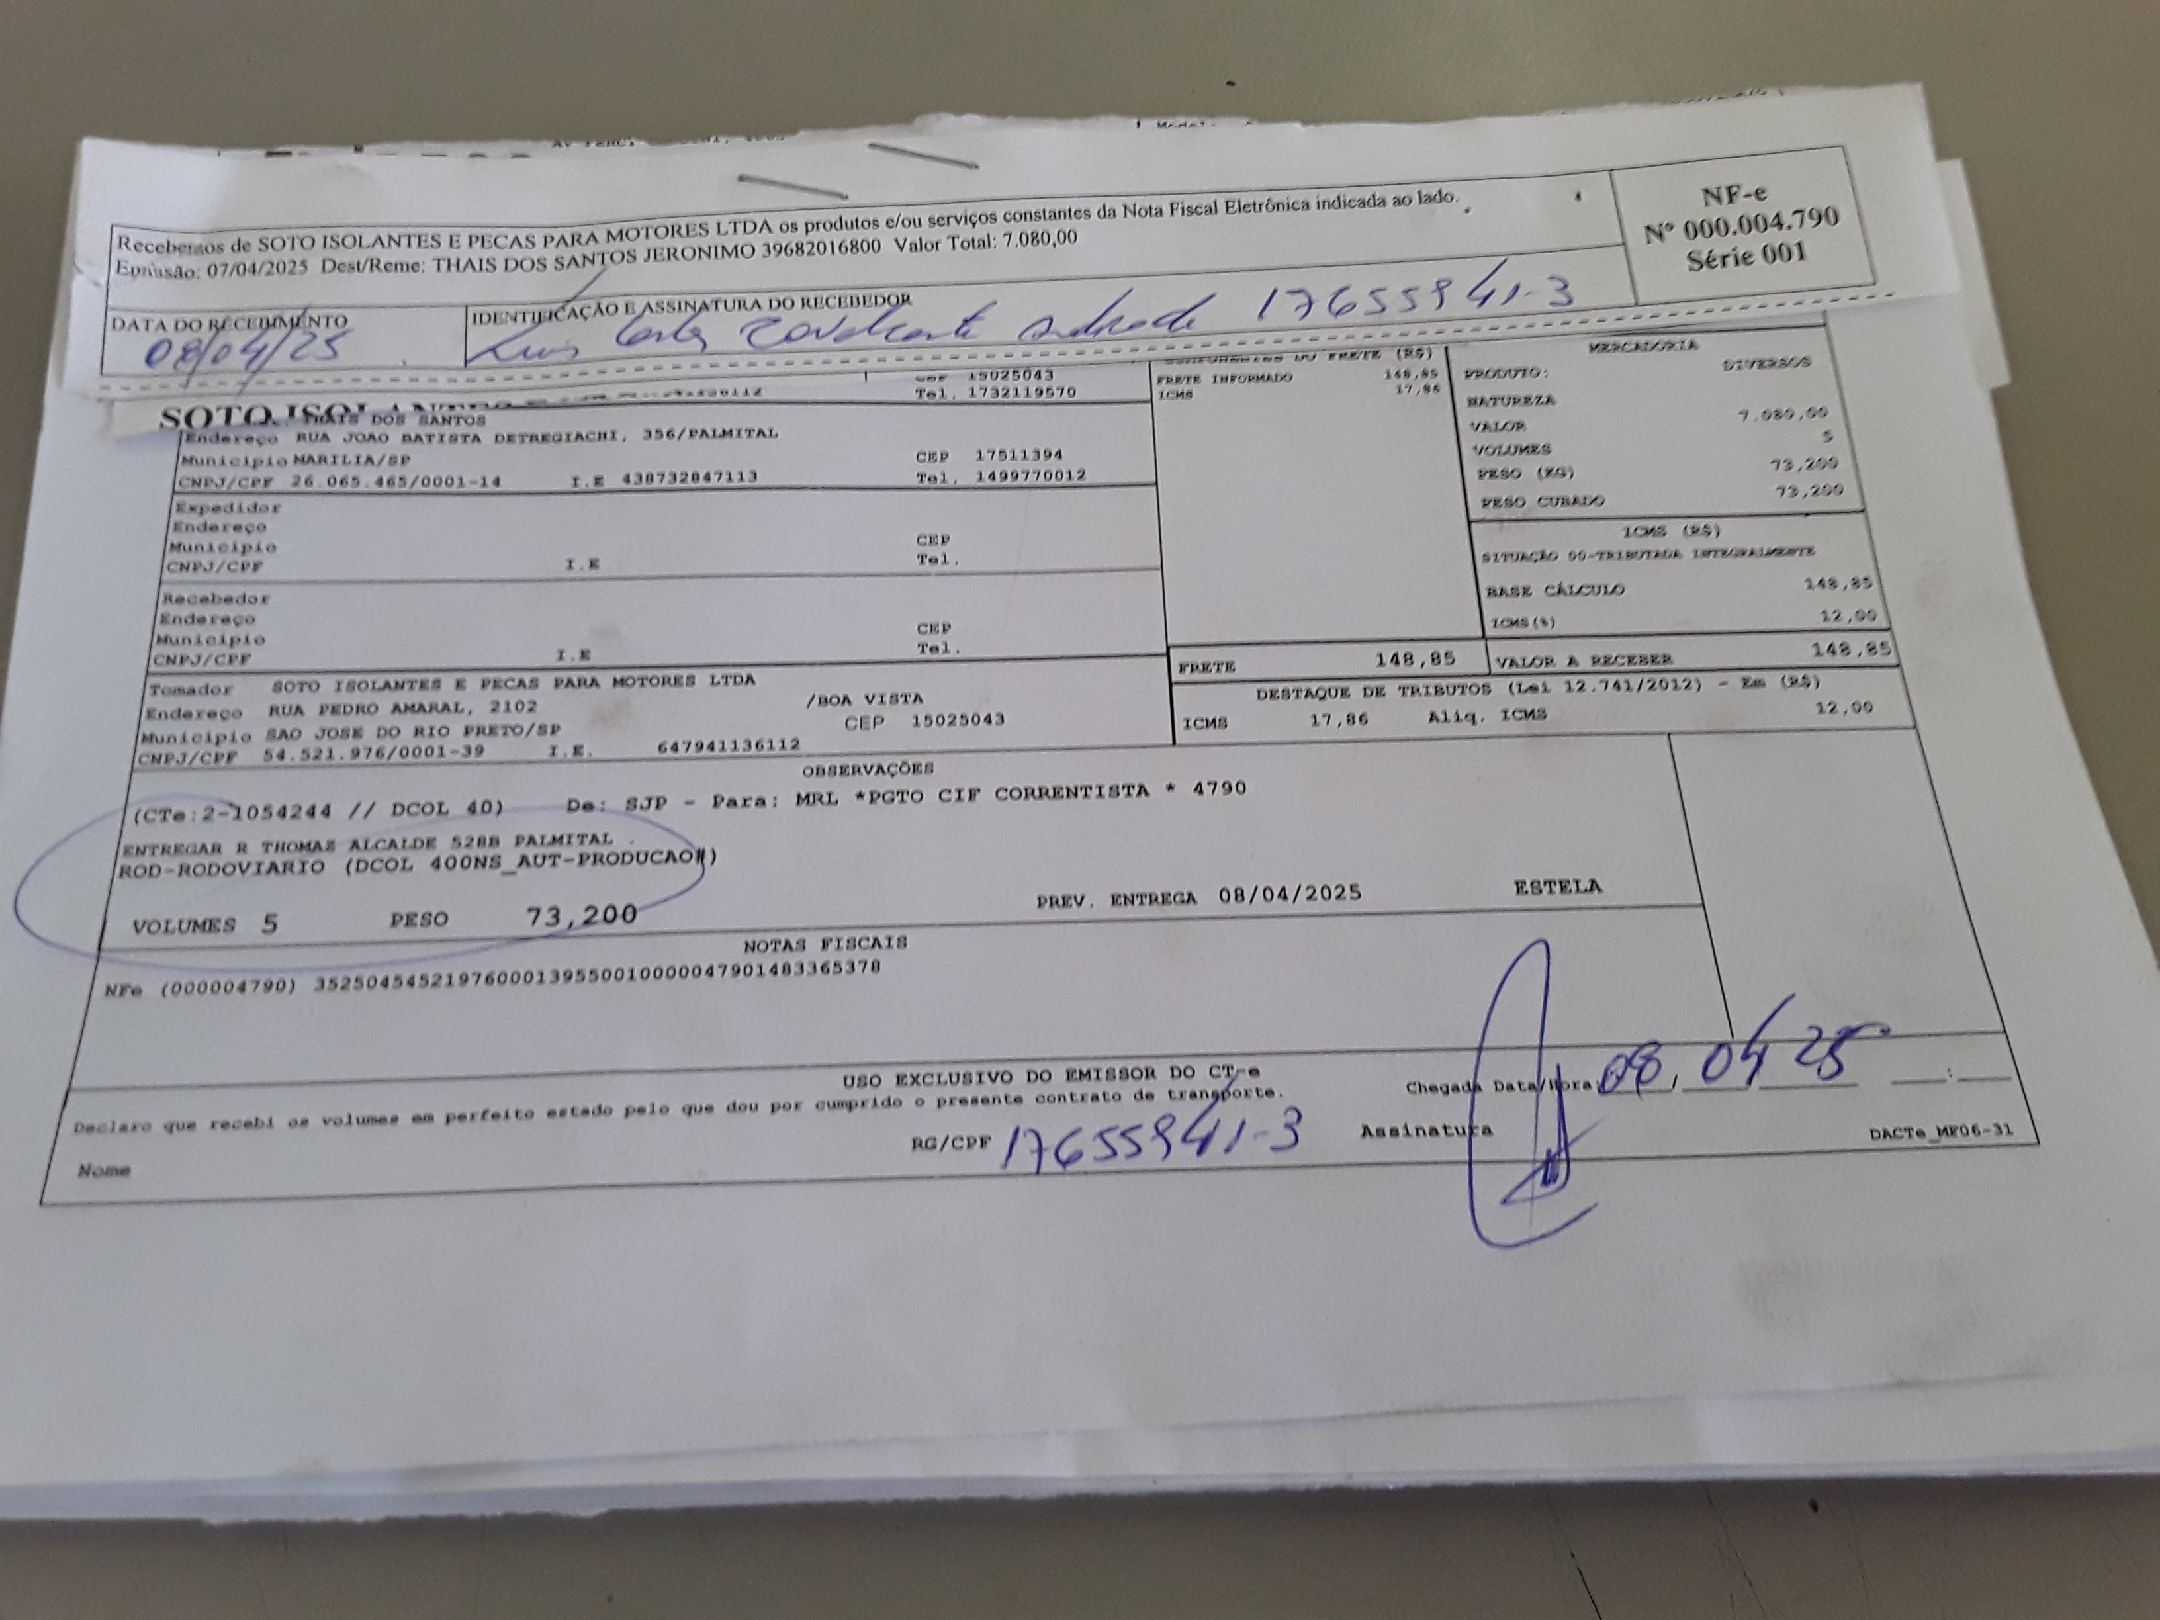 Recebemos de SOTO ISOLANTES E PECAS PARA MOTORES LTDA os produtos e/ou serviços constantes da Nota Fiscal Eletrônica indicada ao lado.
Emissão: 07/04/2025 Dest/Reme: THAIS DOS SANTOS JERONIMO 39682016800 Valor Total: 7.080,00
NF-e
Nº 000.004.790
Série 001
DATA DO RECEBIMENTO
08/04/25
IDENTIFICAÇÃO E ASSINATURA DO RECEBEDOR
Luis Carlos Cavalcante Andrade 17655941-3
CEP 15025043
Tel. 1732119570
SOTO ISOLANTES
THAIS DOS SANTOS
Endereço RUA JOAO BATISTA DETREGIACHI, 356/PALMITAL
Municipio MARILIA/SP CEP 17511394
CNPJ/CPF 26.065.465/0001-14 I.E 438732847113 Tel. 1499770012
Expedidor
Endereço
Municipio CEP
CNPJ/CPF I.E Tel.
Recebedor
Endereço
Municipio CEP
CNPJ/CPF I.E Tel.
Tomador SOTO ISOLANTES E PECAS PARA MOTORES LTDA
Endereço RUA PEDRO AMARAL, 2102 /BOA VISTA
Municipio SAO JOSE DO RIO PRETO/SP CEP 15025043
CNPJ/CPF 54.521.976/0001-39 I.E. 647941136112
COMPONENTES DO FRETE (R$)
FRETE INFORMADO 148,85
ICMS 17,86
MERCADORIA
PRODUTO: DIVERSOS
NATUREZA
VALOR 7.080,00
VOLUMES 5
PESO (KG) 73,200
PESO CUBADO 73,200
ICMS (R$)
SITUAÇÃO 00-TRIBUTADA INTEGRALMENTE
BASE CÁLCULO 148,85
ICMS(%) 12,00
FRETE 148,85 VALOR A RECEBER 148,85
DESTAQUE DE TRIBUTOS (Lei 12.741/2012) - Em (R$)
ICMS 17,86 Aliq. ICMS 12,00
OBSERVAÇÕES
(CTe:2-1054244 // DCOL 40) De: SJP - Para: MRL *PGTO CIF CORRENTISTA * 4790
ENTREGAR R THOMAS ALCALDE 528B PALMITAL .
ROD-RODOVIARIO (DCOL 400NS_AUT-PRODUCAO#)
VOLUMES 5 PESO 73,200 PREV. ENTREGA 08/04/2025 ESTELA
NOTAS FISCAIS
NFe (000004790) 35250454521976000139550010000047901483365378
USO EXCLUSIVO DO EMISSOR DO CT-e
Declaro que recebi os volumes em perfeito estado pelo que dou por cumprido o presente contrato de transporte.
Chegada Data/Hora 08/04/25 __:__
Nome RG/CPF 17655941-3 Assinatura DACTe_MF06-31